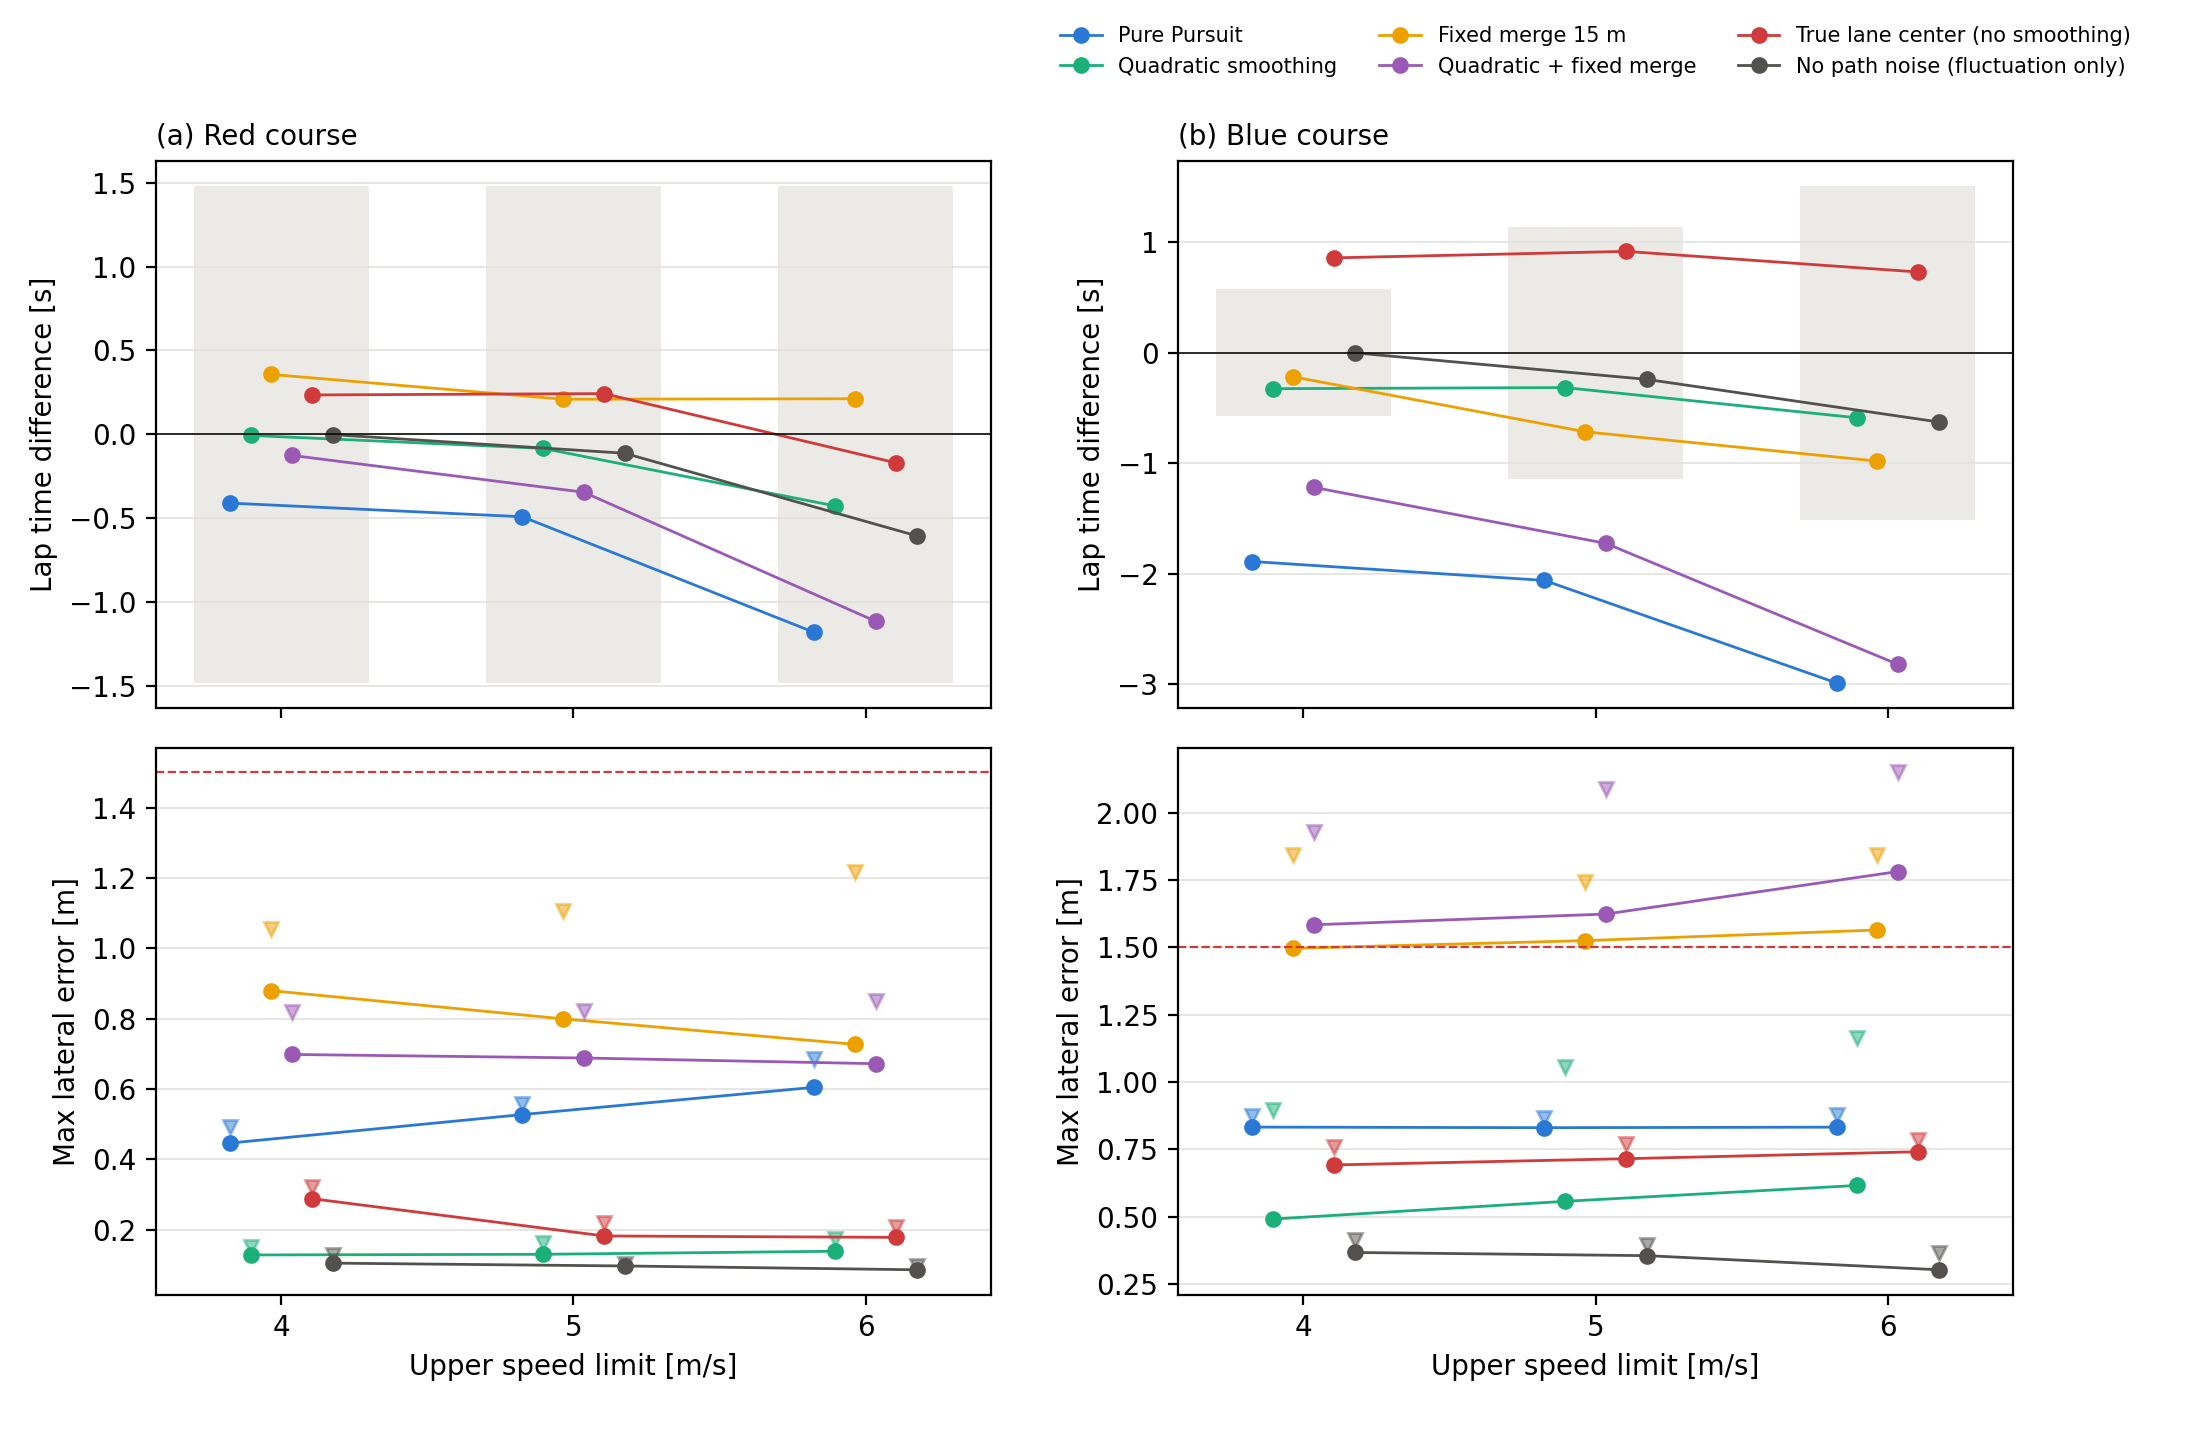 Pure Pursuit
Fixed merge 15 m
True lane center (no smoothing)
Quadratic smoothing
Quadratic + fixed merge
No path noise (fluctuation only)
(a) Red course
(b) Blue course
Lap time difference [s]
1.5
1.0
0.5
0.0
−0.5
−1.0
−1.5
Lap time difference [s]
1
0
−1
−2
−3
Max lateral error [m]
1.4
1.2
1.0
0.8
0.6
0.4
0.2
4
5
6
Upper speed limit [m/s]
Max lateral error [m]
2.00
1.75
1.50
1.25
1.00
0.75
0.50
0.25
4
5
6
Upper speed limit [m/s]